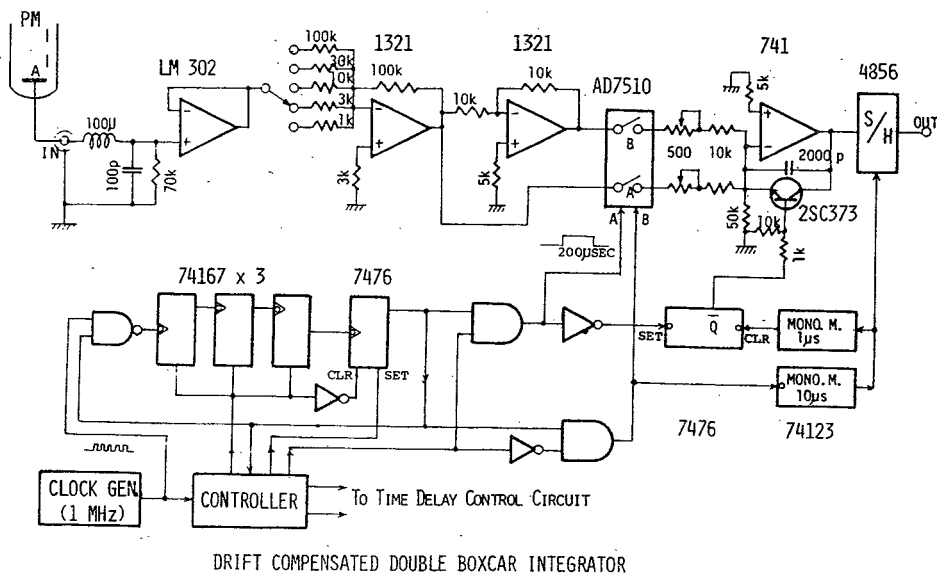 PM
A
IN
100μ
100p
70k
LM 302
100k
30k
10k
3k
1k
1321
100k
3k
10k
1321
10k
5k
AD7510
B
A
A B
200μSEC
500
10k
500
10k
741
5k
2000 p
2SC373
50k
10k
1k
4856
S/H
OUT
74167 x 3
7476
CLR
SET
SET
Q
CLR
MONO. M.
1μs
MONO. M.
10μs
7476
74123
CLOCK GEN.
(1 MHz)
CONTROLLER
TO TIME DELAY CONTROL CIRCUIT
DRIFT COMPENSATED DOUBLE BOXCAR INTEGRATOR